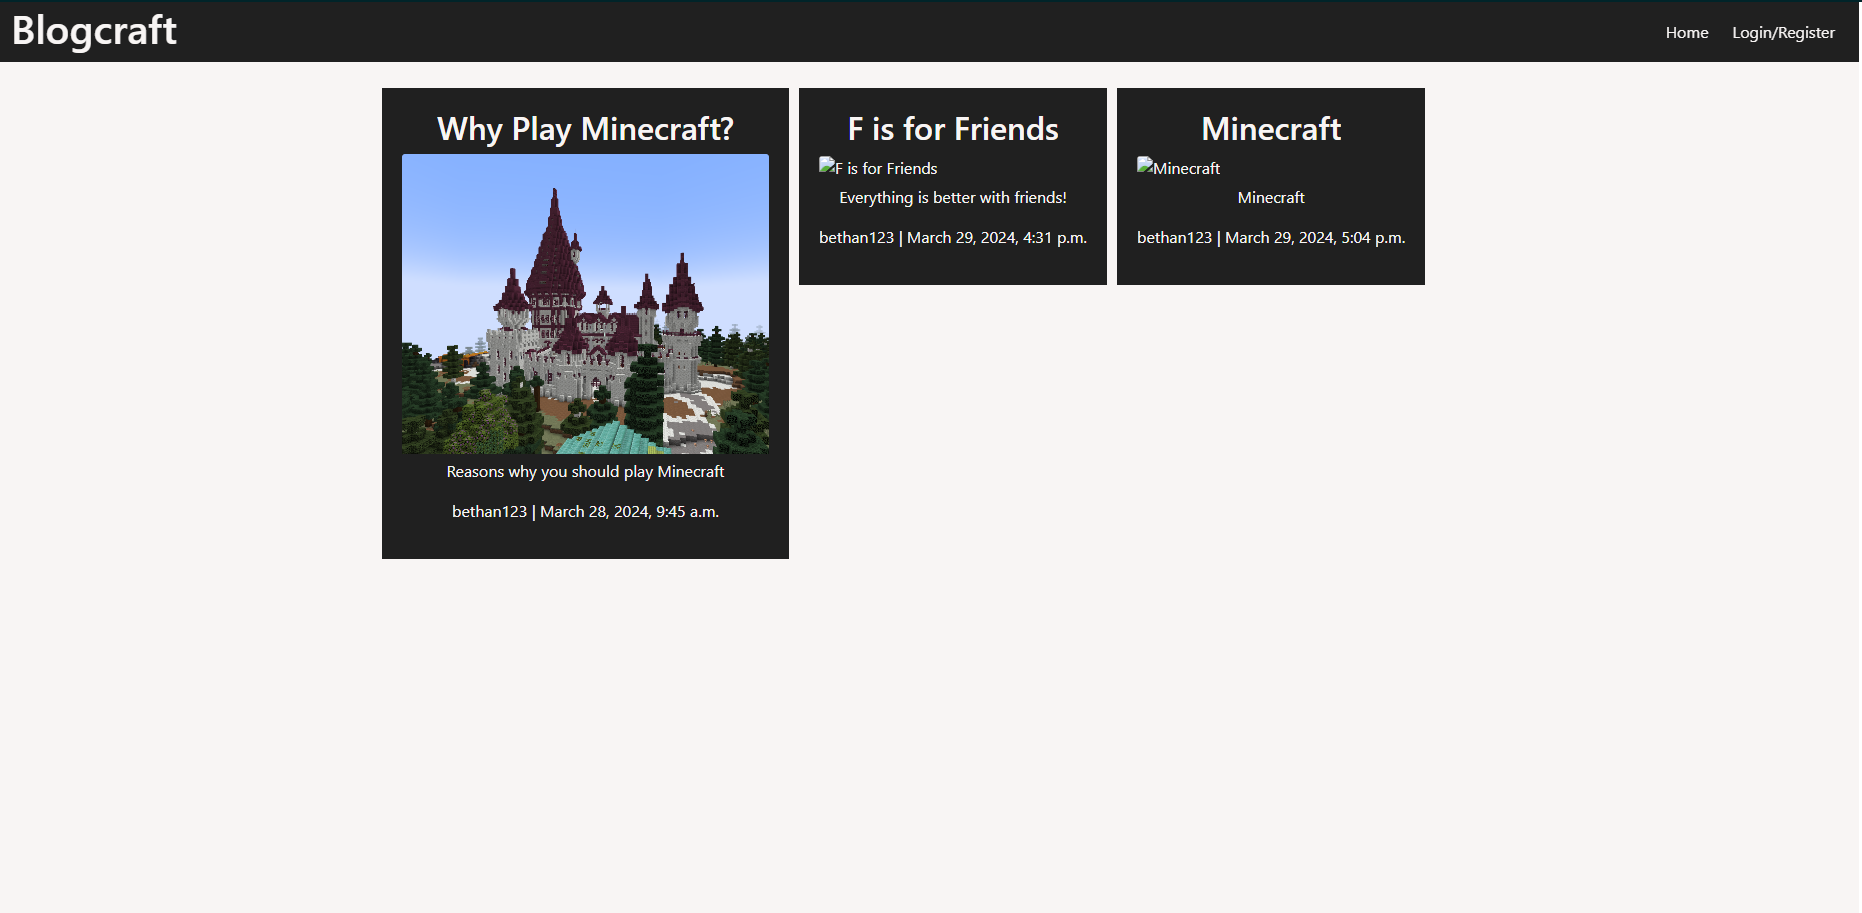 Blogcraft
Home
Login/Register
Why Play Minecraft?
Reasons why you should play Minecraft
bethan123 | March 28, 2024, 9:45 a.m.
F is for Friends
F is for Friends
Everything is better with friends!
bethan123 | March 29, 2024, 4:31 p.m.
Minecraft
Minecraft
Minecraft
bethan123 | March 29, 2024, 5:04 p.m.